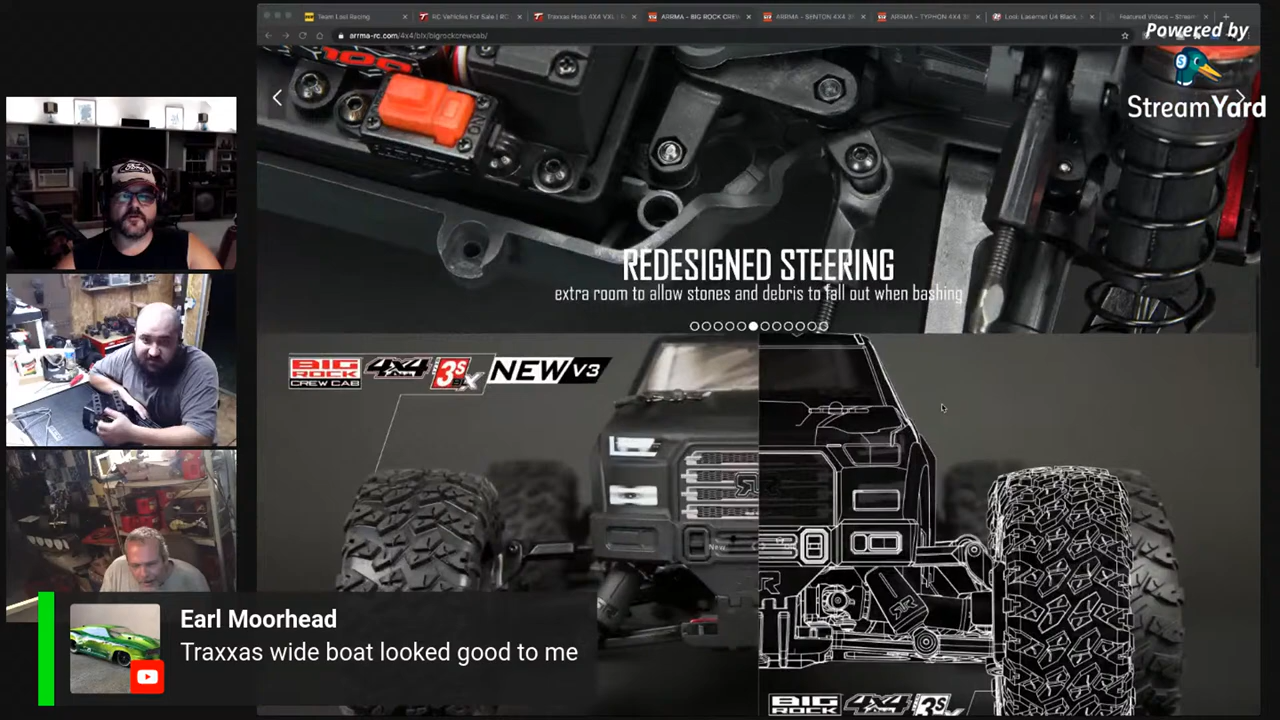 Team Losi Racing
RC Vehicles For Sale | RC
Traxxas Hoss 4X4 VXL
ARRMA - BIG ROCK CREW
ARRMA - SENTON 4X4
ARRMA - TYPHON 4X4
Losi Lasernut U4 Black
Featured Videos – Stream
arrma-rc.com/4x4/blx/bigrockcrewcab/
Powered by
StreamYard
100
ON
REDESIGNED STEERING
extra room to allow stones and debris to fall out when bashing
BIG ROCK CREW CAB 4x4 3S BLX NEW V3
Earl Moorhead
Traxxas wide boat looked good to me
BIG ROCK 4x4 3S